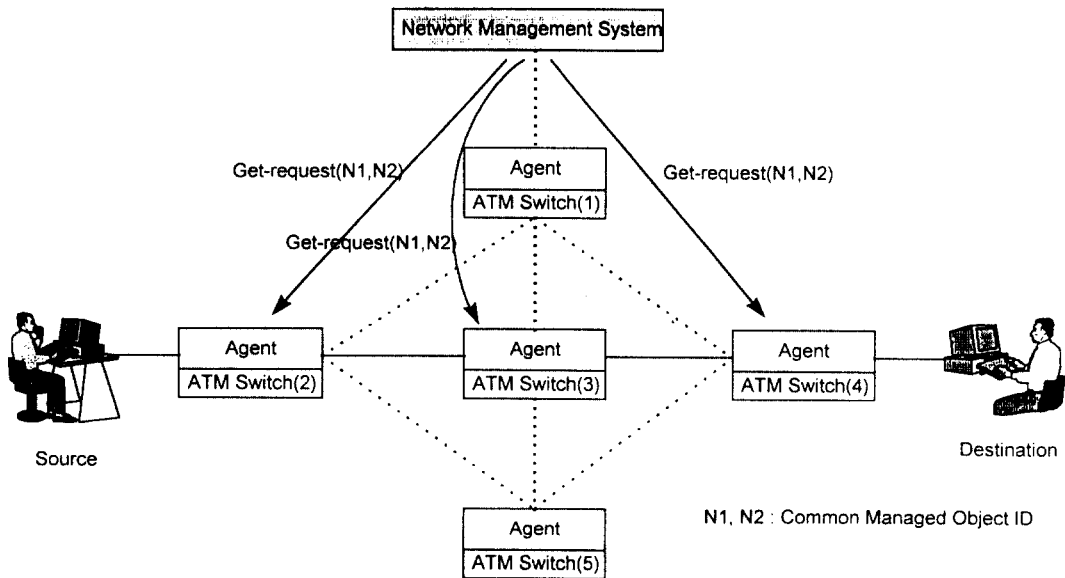 Network Management System
Agent
ATM Switch(1)
Get-request(N1,N2)
Get-request(N1,N2)
Get-request(N1,N2)
Agent
ATM Switch(2)
Agent
ATM Switch(3)
Agent
ATM Switch(4)
Source
Destination
Agent
ATM Switch(5)
N1, N2 : Common Managed Object ID